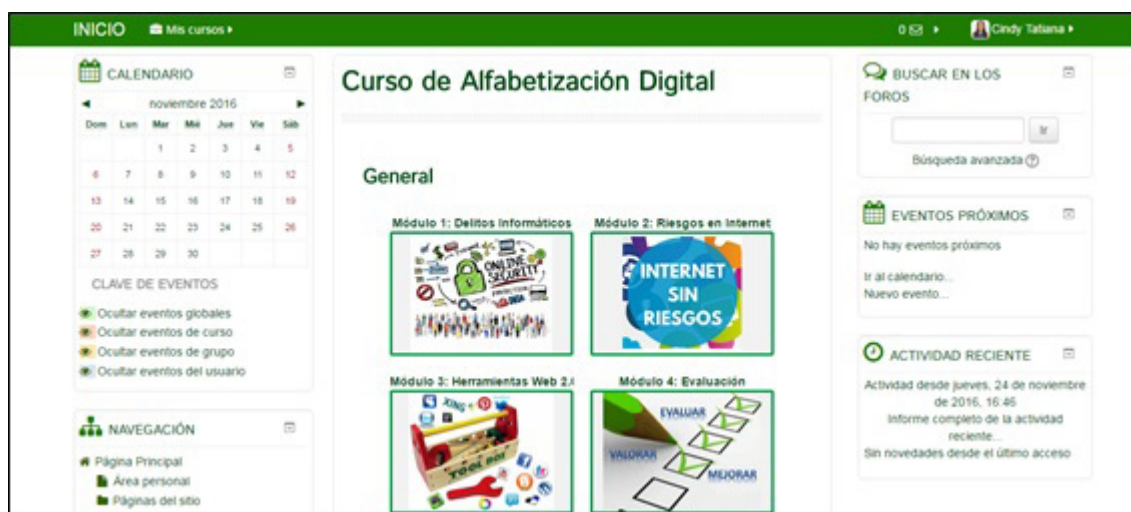 INICIO
Mis cursos
0
Cindy Tatiana
CALENDARIO
noviembre 2016
Dom Lun Mar Mié Jue Vie Sáb
1 2 3 4 5
6 7 8 9 10 11 12
13 14 15 16 17 18 19
20 21 22 23 24 25 26
27 28 29 30
CLAVE DE EVENTOS
Ocultar eventos globales
Ocultar eventos de curso
Ocultar eventos de grupo
Ocultar eventos del usuario
NAVEGACIÓN
Página Principal
Área personal
Páginas del sitio
Curso de Alfabetización Digital
General
Módulo 1: Delitos Informáticos
ONLINE
SECURITY
Módulo 2: Riesgos en Internet
INTERNET
SIN
RIESGOS
Módulo 3: Herramientas Web 2.
XING
TOOL BOX
Módulo 4: Evaluación
EVALUAR
VALORAR
MEJORAR
BUSCAR EN LOS
FOROS
Ir
Búsqueda avanzada
EVENTOS PRÓXIMOS
No hay eventos próximos
Ir al calendario...
Nuevo evento...
ACTIVIDAD RECIENTE
Actividad desde jueves, 24 de noviembre
de 2016, 16:46
Informe completo de la actividad
reciente...
Sin novedades desde el último acceso